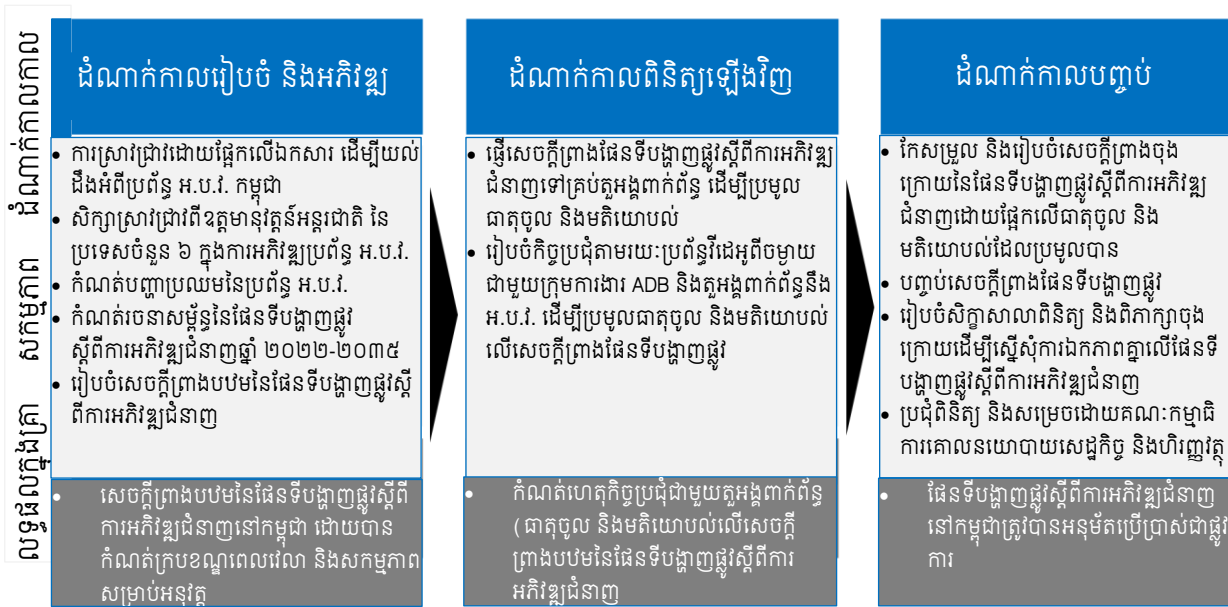 ដំណាក់កាលកាល
សកម្មភាព
លទ្ធផលក្នុងគ្រា
ដំណាក់កាលរៀបចំ និងអភិវឌ្ឍ
• ការស្រាវជ្រាវដោយផ្អែកលើឯកសារ ដើម្បីយល់
ដឹងអំពីប្រព័ន្ធ អ.ប.វ. កម្ពុជា
• សិក្សាស្រាវជ្រាវពីឧត្តមានុវត្តន៍អន្តរជាតិ នៃ
ប្រទេសចំនួន ៦ ក្នុងការអភិវឌ្ឍប្រព័ន្ធ អ.ប.វ.
• កំណត់បញ្ហាប្រឈមនៃប្រព័ន្ធ អ.ប.វ.
• កំណត់រចនាសម្ព័ន្ធនៃផែនទីបង្ហាញផ្លូវ
ស្តីពីការអភិវឌ្ឍជំនាញឆ្នាំ ២០២២-២០៣៥
• រៀបចំសេចក្តីព្រាងបឋមនៃផែនទីបង្ហាញផ្លូវស្តី
ពីការអភិវឌ្ឍជំនាញ
• សេចក្តីព្រាងបឋមនៃផែនទីបង្ហាញផ្លូវស្តីពី
ការអភិវឌ្ឍជំនាញនៅកម្ពុជា ដោយបាន
កំណត់ក្របខណ្ឌពេលវេលា និងសកម្មភាព
សម្រាប់អនុវត្ត
ដំណាក់កាលពិនិត្យឡើងវិញ
• ផ្ញើសេចក្តីព្រាងផែនទីបង្ហាញផ្លូវស្តីពីការអភិវឌ្ឍ
ជំនាញទៅគ្រប់តួអង្គពាក់ព័ន្ធ ដើម្បីប្រមូល
ធាតុចូល និងមតិយោបល់
• រៀបចំកិច្ចប្រជុំតាមរយៈប្រព័ន្ធវីដេអូពីចម្ងាយ
ជាមួយក្រុមការងារ ADB និងតួអង្គពាក់ព័ន្ធនឹង
អ.ប.វ. ដើម្បីប្រមូលធាតុចូល និងមតិយោបល់
លើសេចក្តីព្រាងផែនទីបង្ហាញផ្លូវ
• កំណត់ហេតុកិច្ចប្រជុំជាមួយតួអង្គពាក់ព័ន្ធ
(ធាតុចូល និងមតិយោបល់លើសេចក្តី
ព្រាងបឋមនៃផែនទីបង្ហាញផ្លូវស្តីពីការ
អភិវឌ្ឍជំនាញ
ដំណាក់កាលបញ្ចប់
• កែសម្រួល និងរៀបចំសេចក្តីព្រាងចុង
ក្រោយនៃផែនទីបង្ហាញផ្លូវស្តីពីការអភិវឌ្ឍ
ជំនាញដោយផ្អែកលើធាតុចូល និង
មតិយោបល់ដែលប្រមូលបាន
• បញ្ចប់សេចក្តីព្រាងផែនទីបង្ហាញផ្លូវ
• រៀបចំសិក្ខាសាលាពិនិត្យ និងពិភាក្សាចុង
ក្រោយដើម្បីស្នើសុំការឯកភាពគ្នាលើផែនទី
បង្ហាញផ្លូវស្តីពីការអភិវឌ្ឍជំនាញ
• ប្រជុំពិនិត្យ និងសម្រេចដោយគណៈកម្មាធិ
ការគោលនយោបាយសេដ្ឋកិច្ច និងហិរញ្ញវត្ថុ
• ផែនទីបង្ហាញផ្លូវស្តីពីការអភិវឌ្ឍជំនាញ
នៅកម្ពុជាត្រូវបានអនុម័តប្រើប្រាស់ជាផ្លូវ
ការ